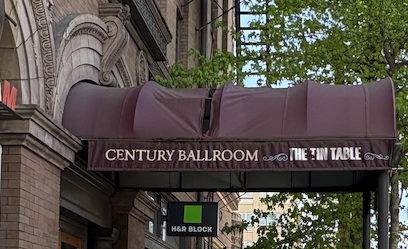 CENTURY BALLROOM THE TIN TABLE
H&R BLOCK